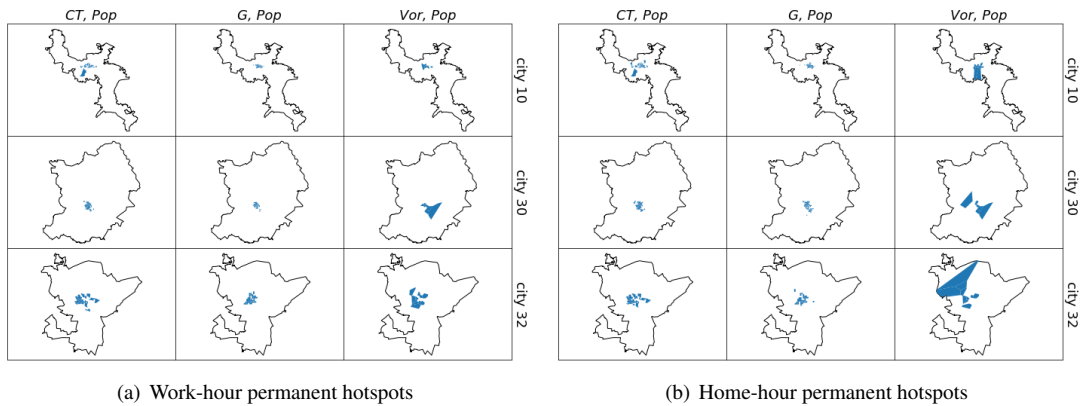 CT, Pop G, Pop Vor, Pop
city 10
city 30
city 32
(a) Work-hour permanent hotspots
CT, Pop G, Pop Vor, Pop
city 10
city 30
city 32
(b) Home-hour permanent hotspots